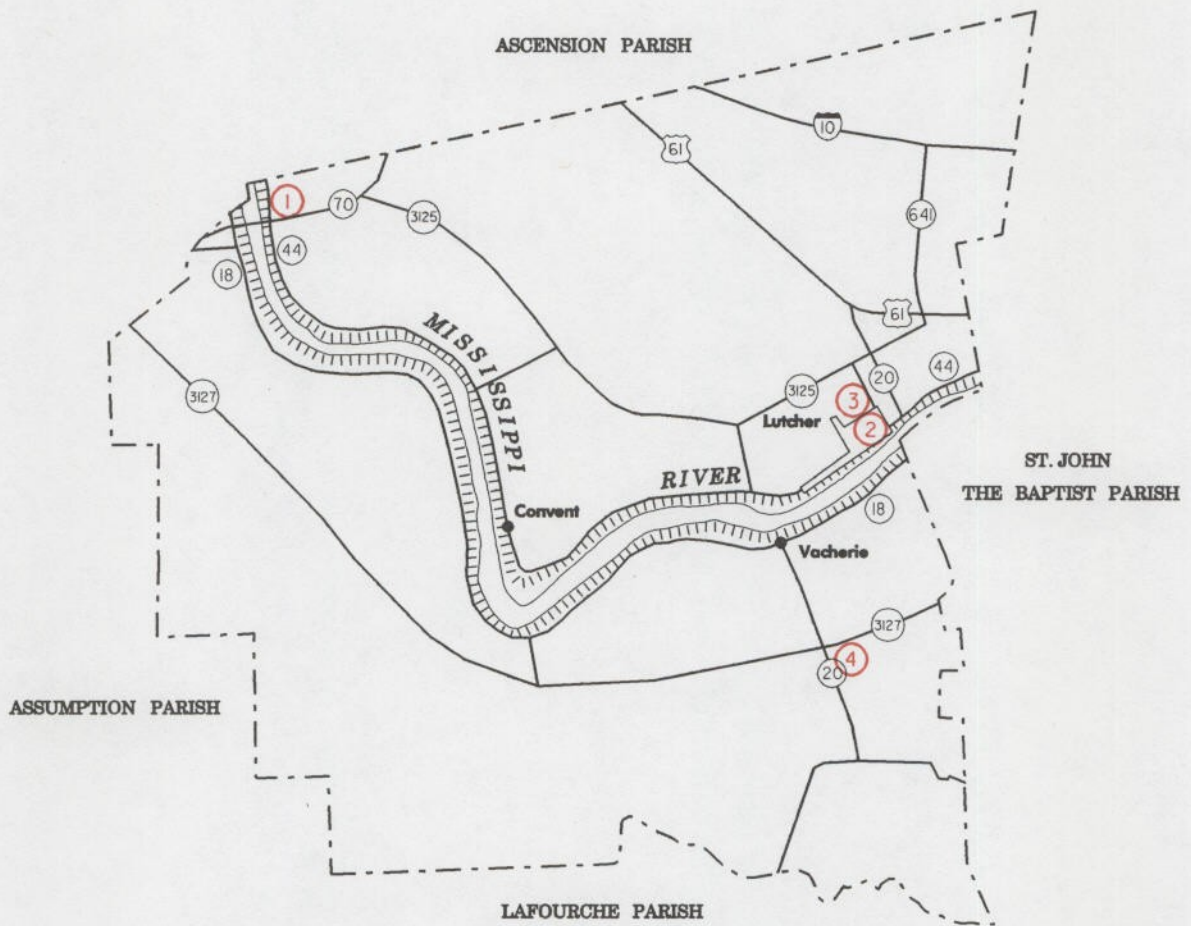 ASCENSION PARISH
10
61
1
70
3125
641
44
18
61
MISSISSIPPI
44
20
3125
3
3127
Lutcher
2
ST. JOHN
THE BAPTIST PARISH
RIVER
18
Convent
Vacherie
3127
4
20
ASSUMPTION PARISH
LAFOURCHE PARISH